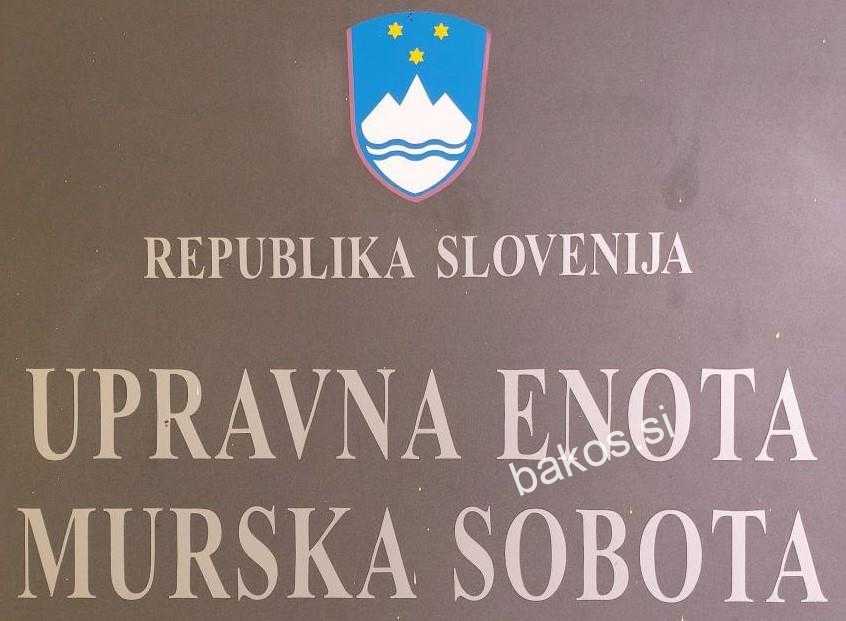 REPUBLIKA SLOVENIJA
UPRAVNA ENOTA
bakos.si
MURSKA SOBOTA